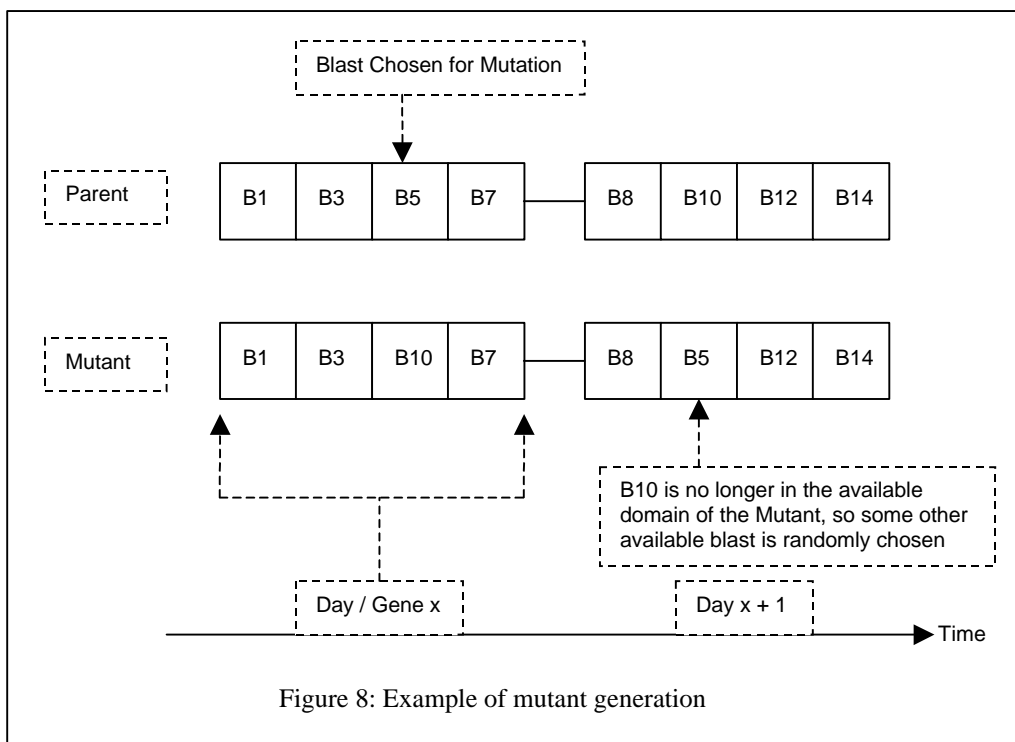 Blast Chosen for Mutation
Parent
B1 B3 B5 B7 B8 B10 B12 B14
Mutant
B1 B3 B10 B7 B8 B5 B12 B14
B10 is no longer in the available
domain of the Mutant, so some other
available blast is randomly chosen
Day / Gene x
Day x + 1
Time
Figure 8: Example of mutant generation